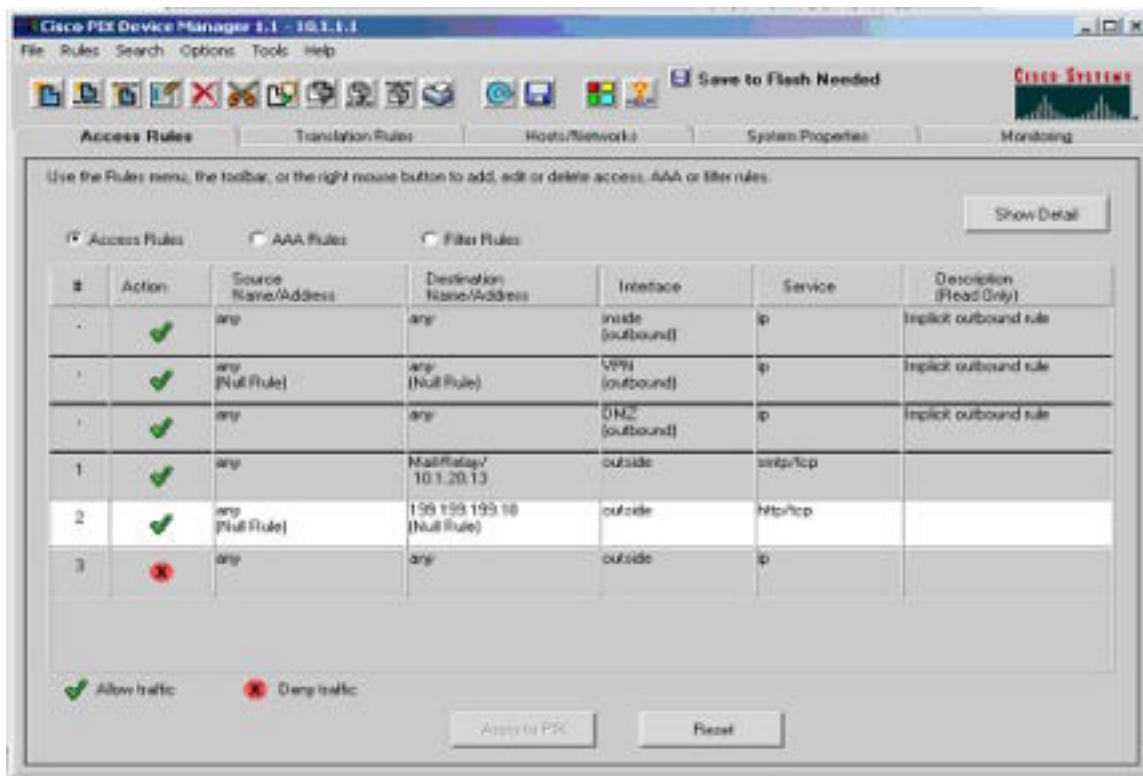 Cisco PIX Device Manager 1.1 - 10.1.1.1
File Rules Search Options Tools Help
Save to Flash Needed
CISCO SYSTEMS
Access Rules Translation Rules Hosts/Networks System Properties Monitoring
Use the Rules menu, the toolbar, or the right mouse button to add, edit or delete access, AAA or filter rules.
Show Detail
Access Rules AAA Rules Filter Rules
# Action Source Name/Address Destination Name/Address Interface Service Description (Read Only)
- any any inside (outbound) ip Implicit outbound rule
- any (Null Rule) any (Null Rule) VPN (outbound) ip Implicit outbound rule
- any any DMZ (outbound) ip Implicit outbound rule
1 any MailRelay/ 10.1.20.13 outside smtp/tcp
2 any (Null Rule) 199.199.199.10 (Null Rule) outside http/tcp
3 any any outside ip
Allow traffic Deny traffic
Apply to PIX Reset